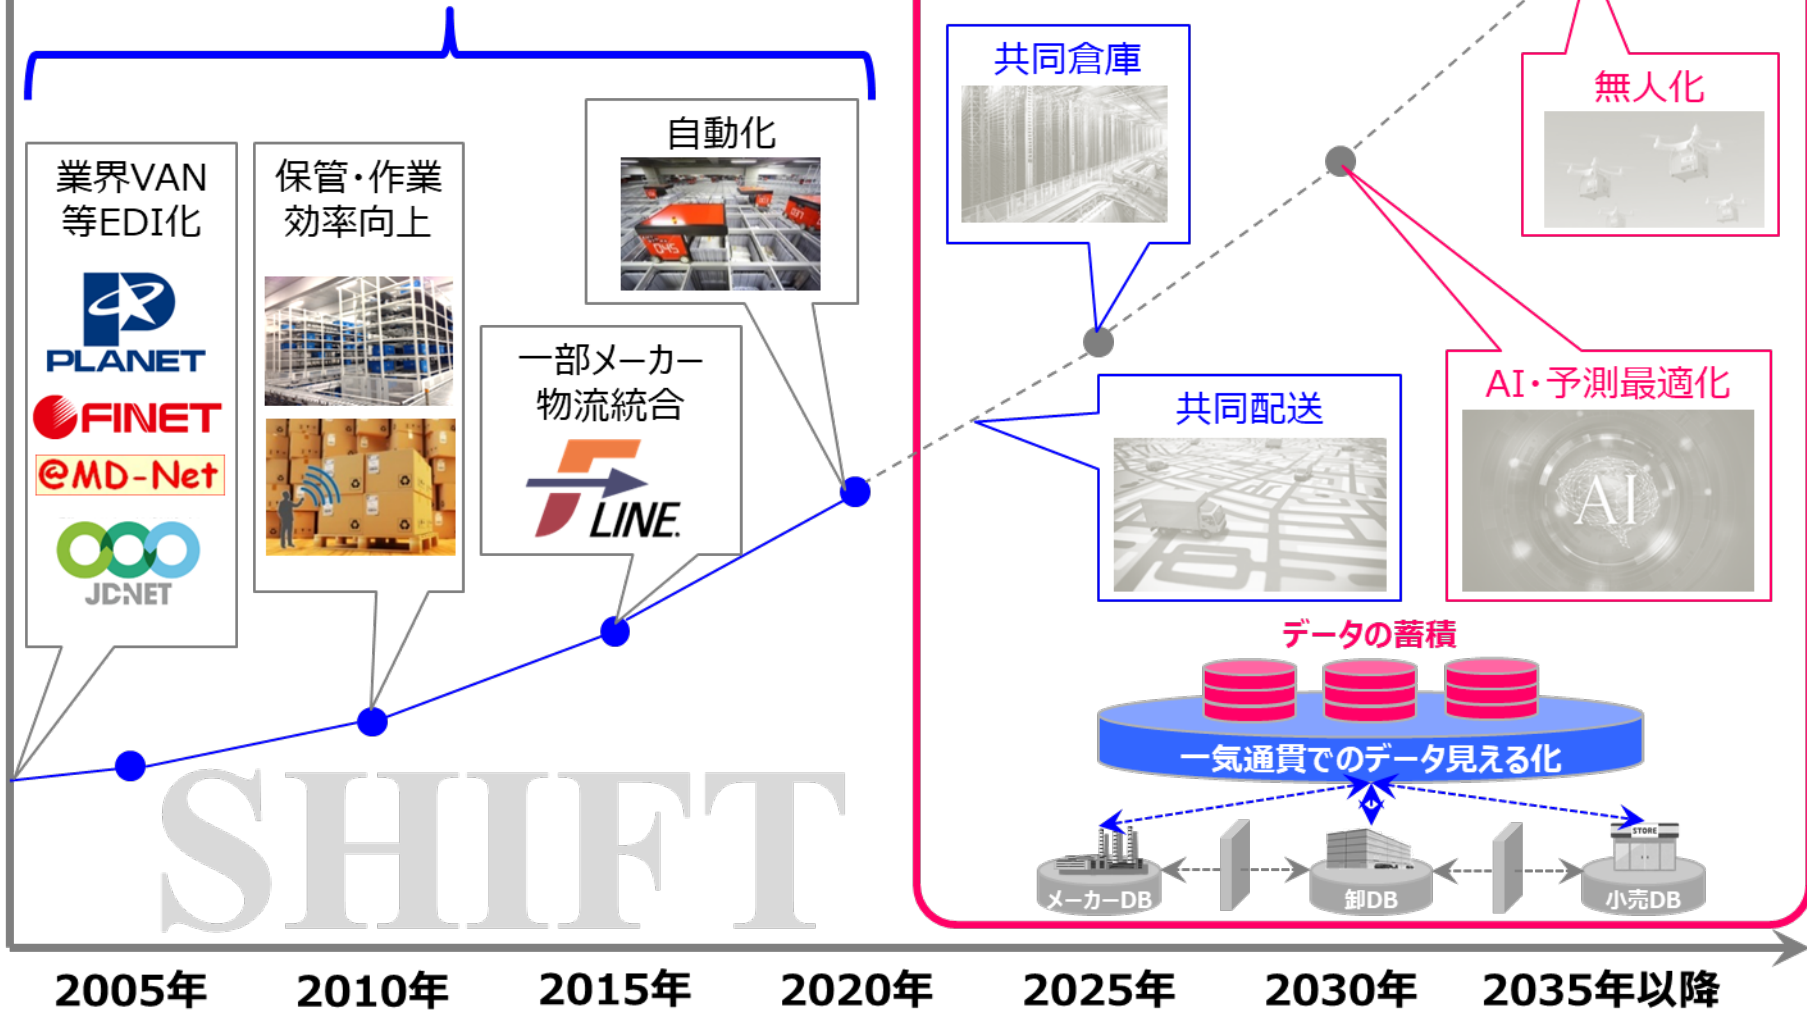 共同倉庫
無人化
自動化
業界VAN
等EDI化
保管・作業
効率向上
PLANET
FINET
@MD-Net
JD-NET
045
一部メーカー
物流統合
F
LINE.
共同配送
AI・予測最適化
AI
データの蓄積
一気通貫でのデータ見える化
STORE
メーカーDB
卸DB
小売DB
SHIFT
2005年
2010年
2015年
2020年
2025年
2030年
2035年以降